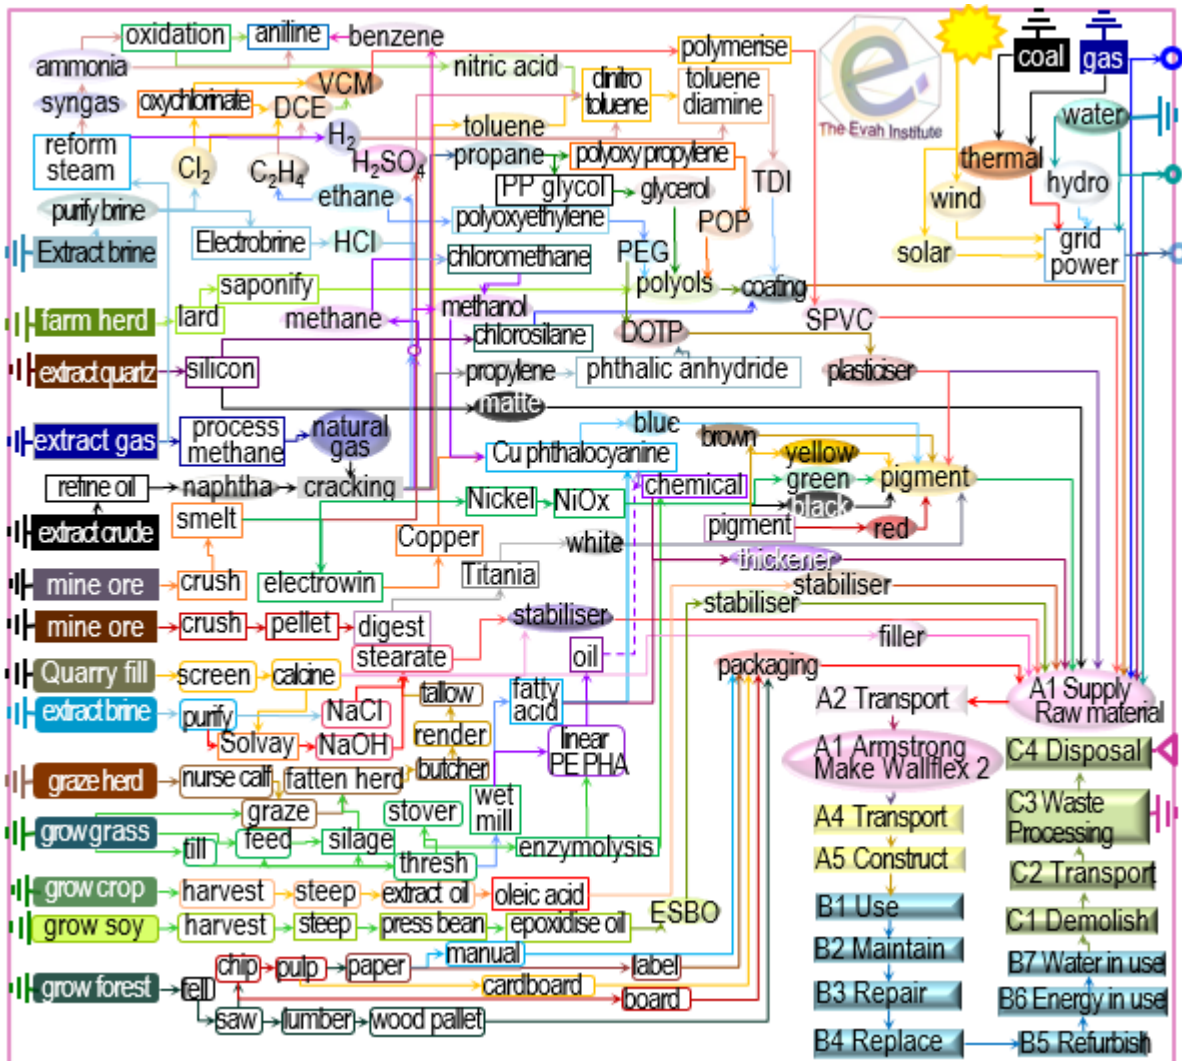 oxidation
aniline
benzene
polymerise
coal
gas
ammonia
VCM
nitric acid
dinitro
toluene
toluene
diamine
The Evah Institute
syngas
oxychlorinate
DCE
water
reform
steam
H2
toluene
H2SO4
propane
polyoxy propylene
thermal
Cl2
C2H4
PP glycol
glycerol
TDI
hydro
wind
purify brine
ethane
polyoxyethylene
POP
Extract brine
Electrobrine
HCl
PEG
solar
grid
power
chloromethane
saponify
polyols
coating
farm herd
lard
methane
methanol
SPVC
chlorosilane
DOTP
extract quartz
silicon
propylene
phthalic anhydride
plasticiser
matte
extract gas
process
methane
natural
gas
blue
brown
Cu phthalocyanine
yellow
refine oil
naphtha
cracking
chemical
green
pigment
Nickel
NiOx
black
extract crude
smelt
Copper
pigment
red
white
thickener
mine ore
crush
electrowin
Titania
stabiliser
mine ore
crush
pellet
digest
stabiliser
stabiliser
filler
stearate
oil
packaging
Quarry fill
screen
calcine
tallow
fatty
acid
A2 Transport
A1 Supply
Raw material
extract brine
purify
NaCl
Solvay
NaOH
render
linear
PE PHA
A1 Armstrong
Make Wallflex 2
C4 Disposal
graze herd
nurse calf
fatten herd
butcher
graze
stover
wet
mill
A4 Transport
C3 Waste
Processing
grow grass
till
feed
silage
thresh
enzymolysis
A5 Construct
C2 Transport
grow crop
harvest
steep
extract oil
oleic acid
B1 Use
C1 Demolish
grow soy
harvest
steep
press bean
epoxidise oil
ESBO
B2 Maintain
B7 Water in use
chip
pulp
paper
manual
label
grow forest
fell
cardboard
board
B3 Repair
B6 Energy in use
saw
lumber
wood pallet
B4 Replace
B5 Refurbish